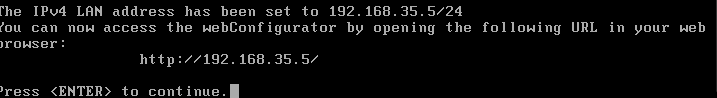 The IPv4 LAN address has been set to 192.168.35.5/24
You can now access the webConfigurator by opening the following URL in your web
browser:
http://192.168.35.5/
Press <ENTER> to continue.